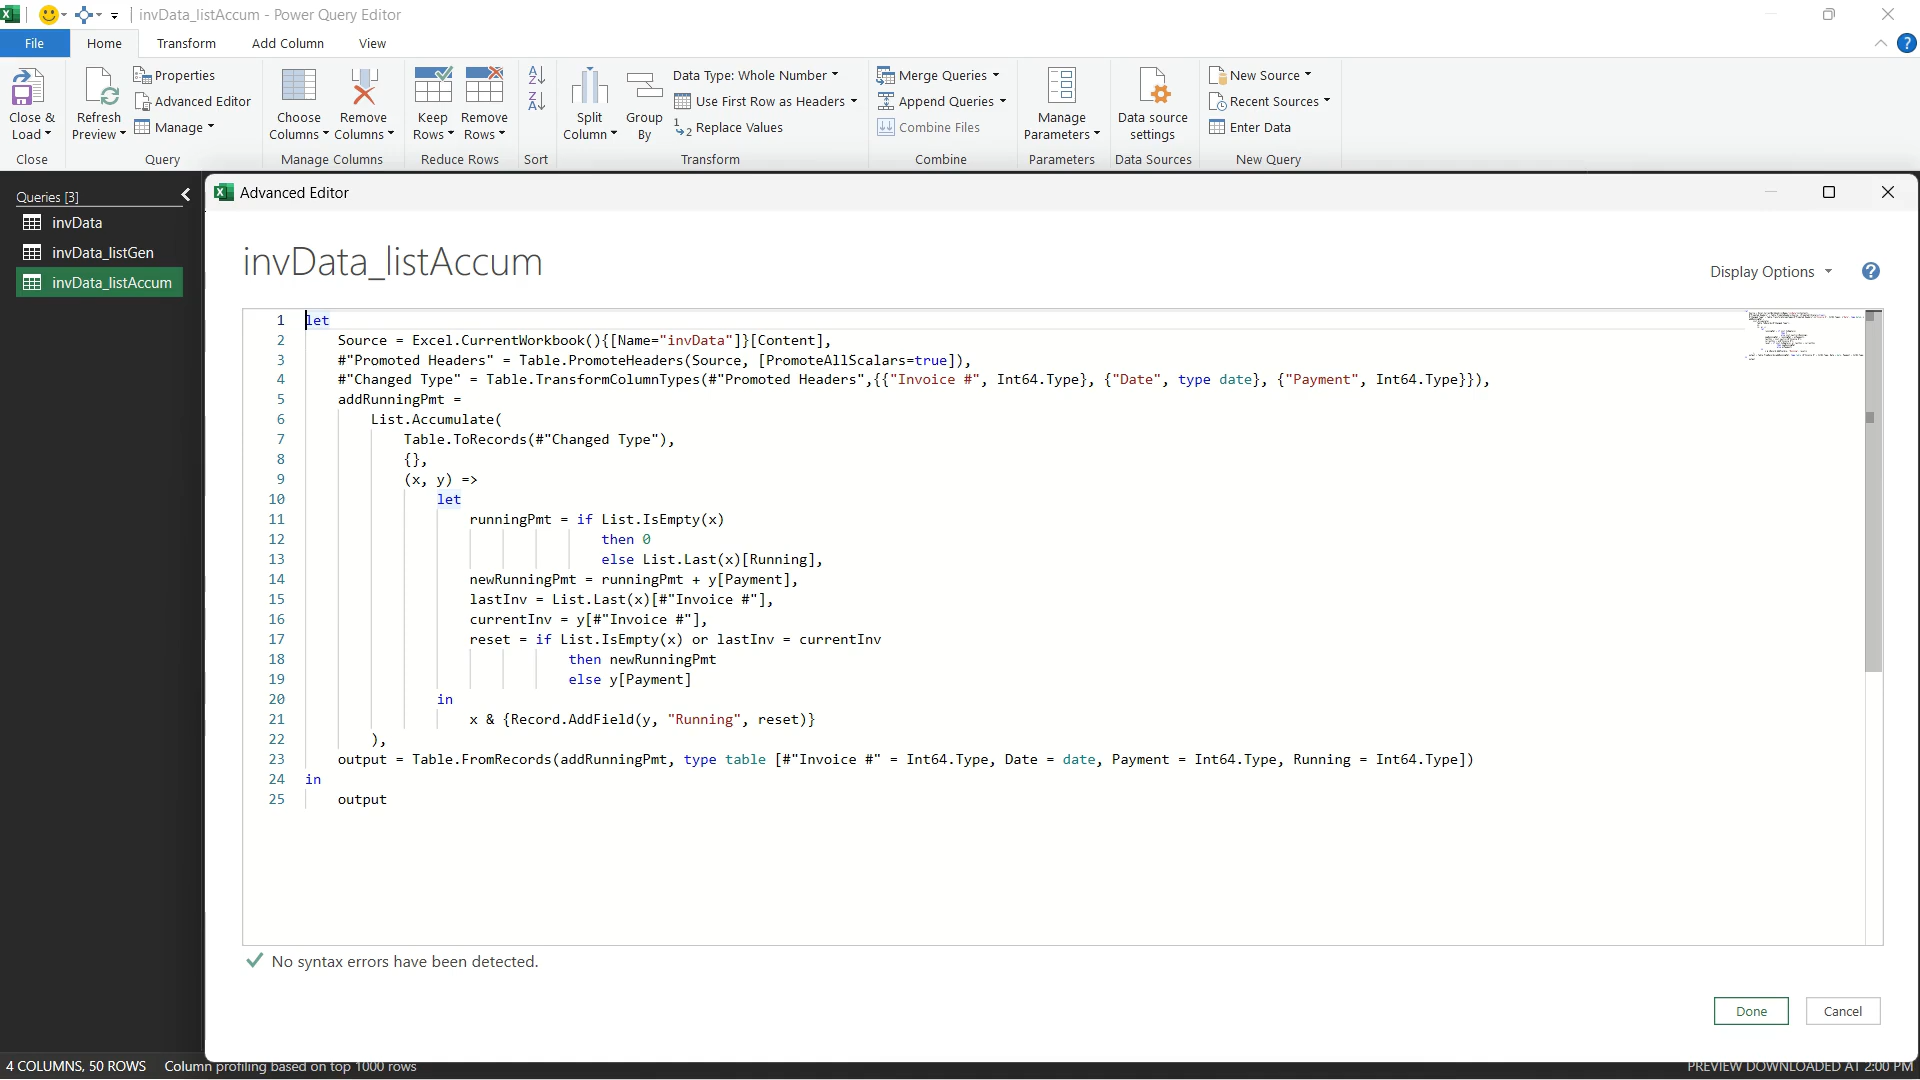 invData_listAccum - Power Query Editor
File Home Transform Add Column View ?
Close & Load
Refresh Preview
Properties
Advanced Editor
Manage
Choose Columns
Remove Columns
Keep Rows
Remove Rows
Split Column
Group By
Data Type: Whole Number
Use First Row as Headers
1 2 Replace Values
Merge Queries
Append Queries
Combine Files
Manage Parameters
Data source settings
New Source
Recent Sources
Enter Data
Close Query Manage Columns Reduce Rows Sort Transform Combine Parameters Data Sources New Query
Queries [3]
invData
invData_listGen
invData_listAccum
Advanced Editor
invData_listAccum
Display Options ?
1 let
2 Source = Excel.CurrentWorkbook(){[Name="invData"]}[Content],
3 #"Promoted Headers" = Table.PromoteHeaders(Source, [PromoteAllScalars=true]),
4 #"Changed Type" = Table.TransformColumnTypes(#"Promoted Headers",{{"Invoice #", Int64.Type}, {"Date", type date}, {"Payment", Int64.Type}}),
5 addRunningPmt =
6 List.Accumulate(
7 Table.ToRecords(#"Changed Type"),
8 {},
9 (x, y) =>
10 let
11 runningPmt = if List.IsEmpty(x)
12 then 0
13 else List.Last(x)[Running],
14 newRunningPmt = runningPmt + y[Payment],
15 lastInv = List.Last(x)[#"Invoice #"],
16 currentInv = y[#"Invoice #"],
17 reset = if List.IsEmpty(x) or lastInv = currentInv
18 then newRunningPmt
19 else y[Payment]
20 in
21 x & {Record.AddField(y, "Running", reset)}
22 ),
23 output = Table.FromRecords(addRunningPmt, type table [#"Invoice #" = Int64.Type, Date = date, Payment = Int64.Type, Running = Int64.Type])
24 in
25 output
No syntax errors have been detected.
Done Cancel
4 COLUMNS, 50 ROWS Column profiling based on top 1000 rows PREVIEW DOWNLOADED AT 2:00 PM